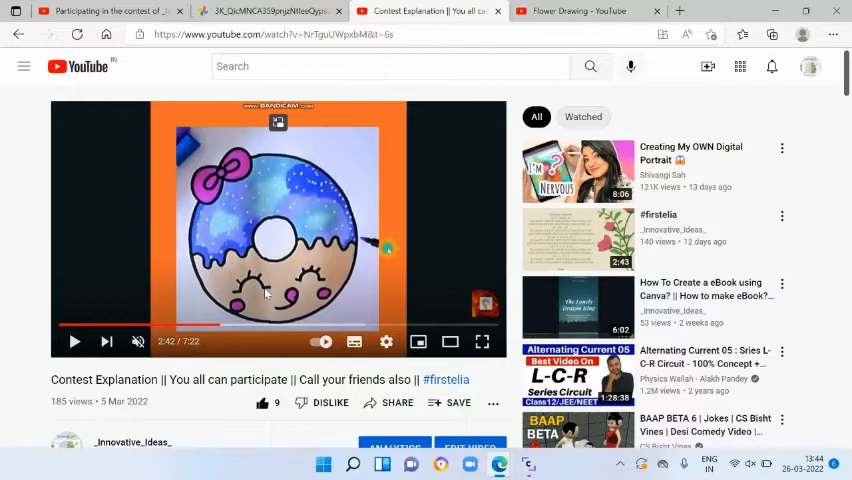 Participating in the contest of _E
3K_QicMNCA359pnjzNtIeeQyps
Contest Explanation || You all can
Flower Drawing - YouTube
https://www.youtube.com/watch?v=NrTguUWpxbM&t=6s
YouTube IN
Search
www.BANDICAM.com
2:42 / 7:22
Contest Explanation || You all can participate || Call your friends also || #firstelia
185 views • 5 Mar 2022
9 DISLIKE SHARE SAVE ...
_Innovative_Ideas_
ANALYTICS EDIT VIDEO
All Watched
I'm ? NERVOUS
8:06
Creating My OWN Digital
Portrait 😱
Shivangi Sah
121K views • 13 days ago
2:43
#firstelia
_Innovative_Ideas_
140 views • 12 days ago
The Lonely
Dragon King
6:02
How To Create a eBook using
Canva? || How to make eBook?...
_Innovative_Ideas_
53 views • 2 weeks ago
Alternating Current 05
Best Video On
L-C-R
Series Circuit
Class12/JEE/NEET
1:28:38
Alternating Current 05 : Sries L-
C-R Circuit - 100% Concept +...
Physics Wallah - Alakh Pandey
1.2M views • 2 years ago
BAAP
BETA
BAAP BETA 6 | Jokes | CS Bisht
Vines | Desi Comedy Video |...
CS Bisht Vines
ENG
IN
13:44
26-03-2022
6